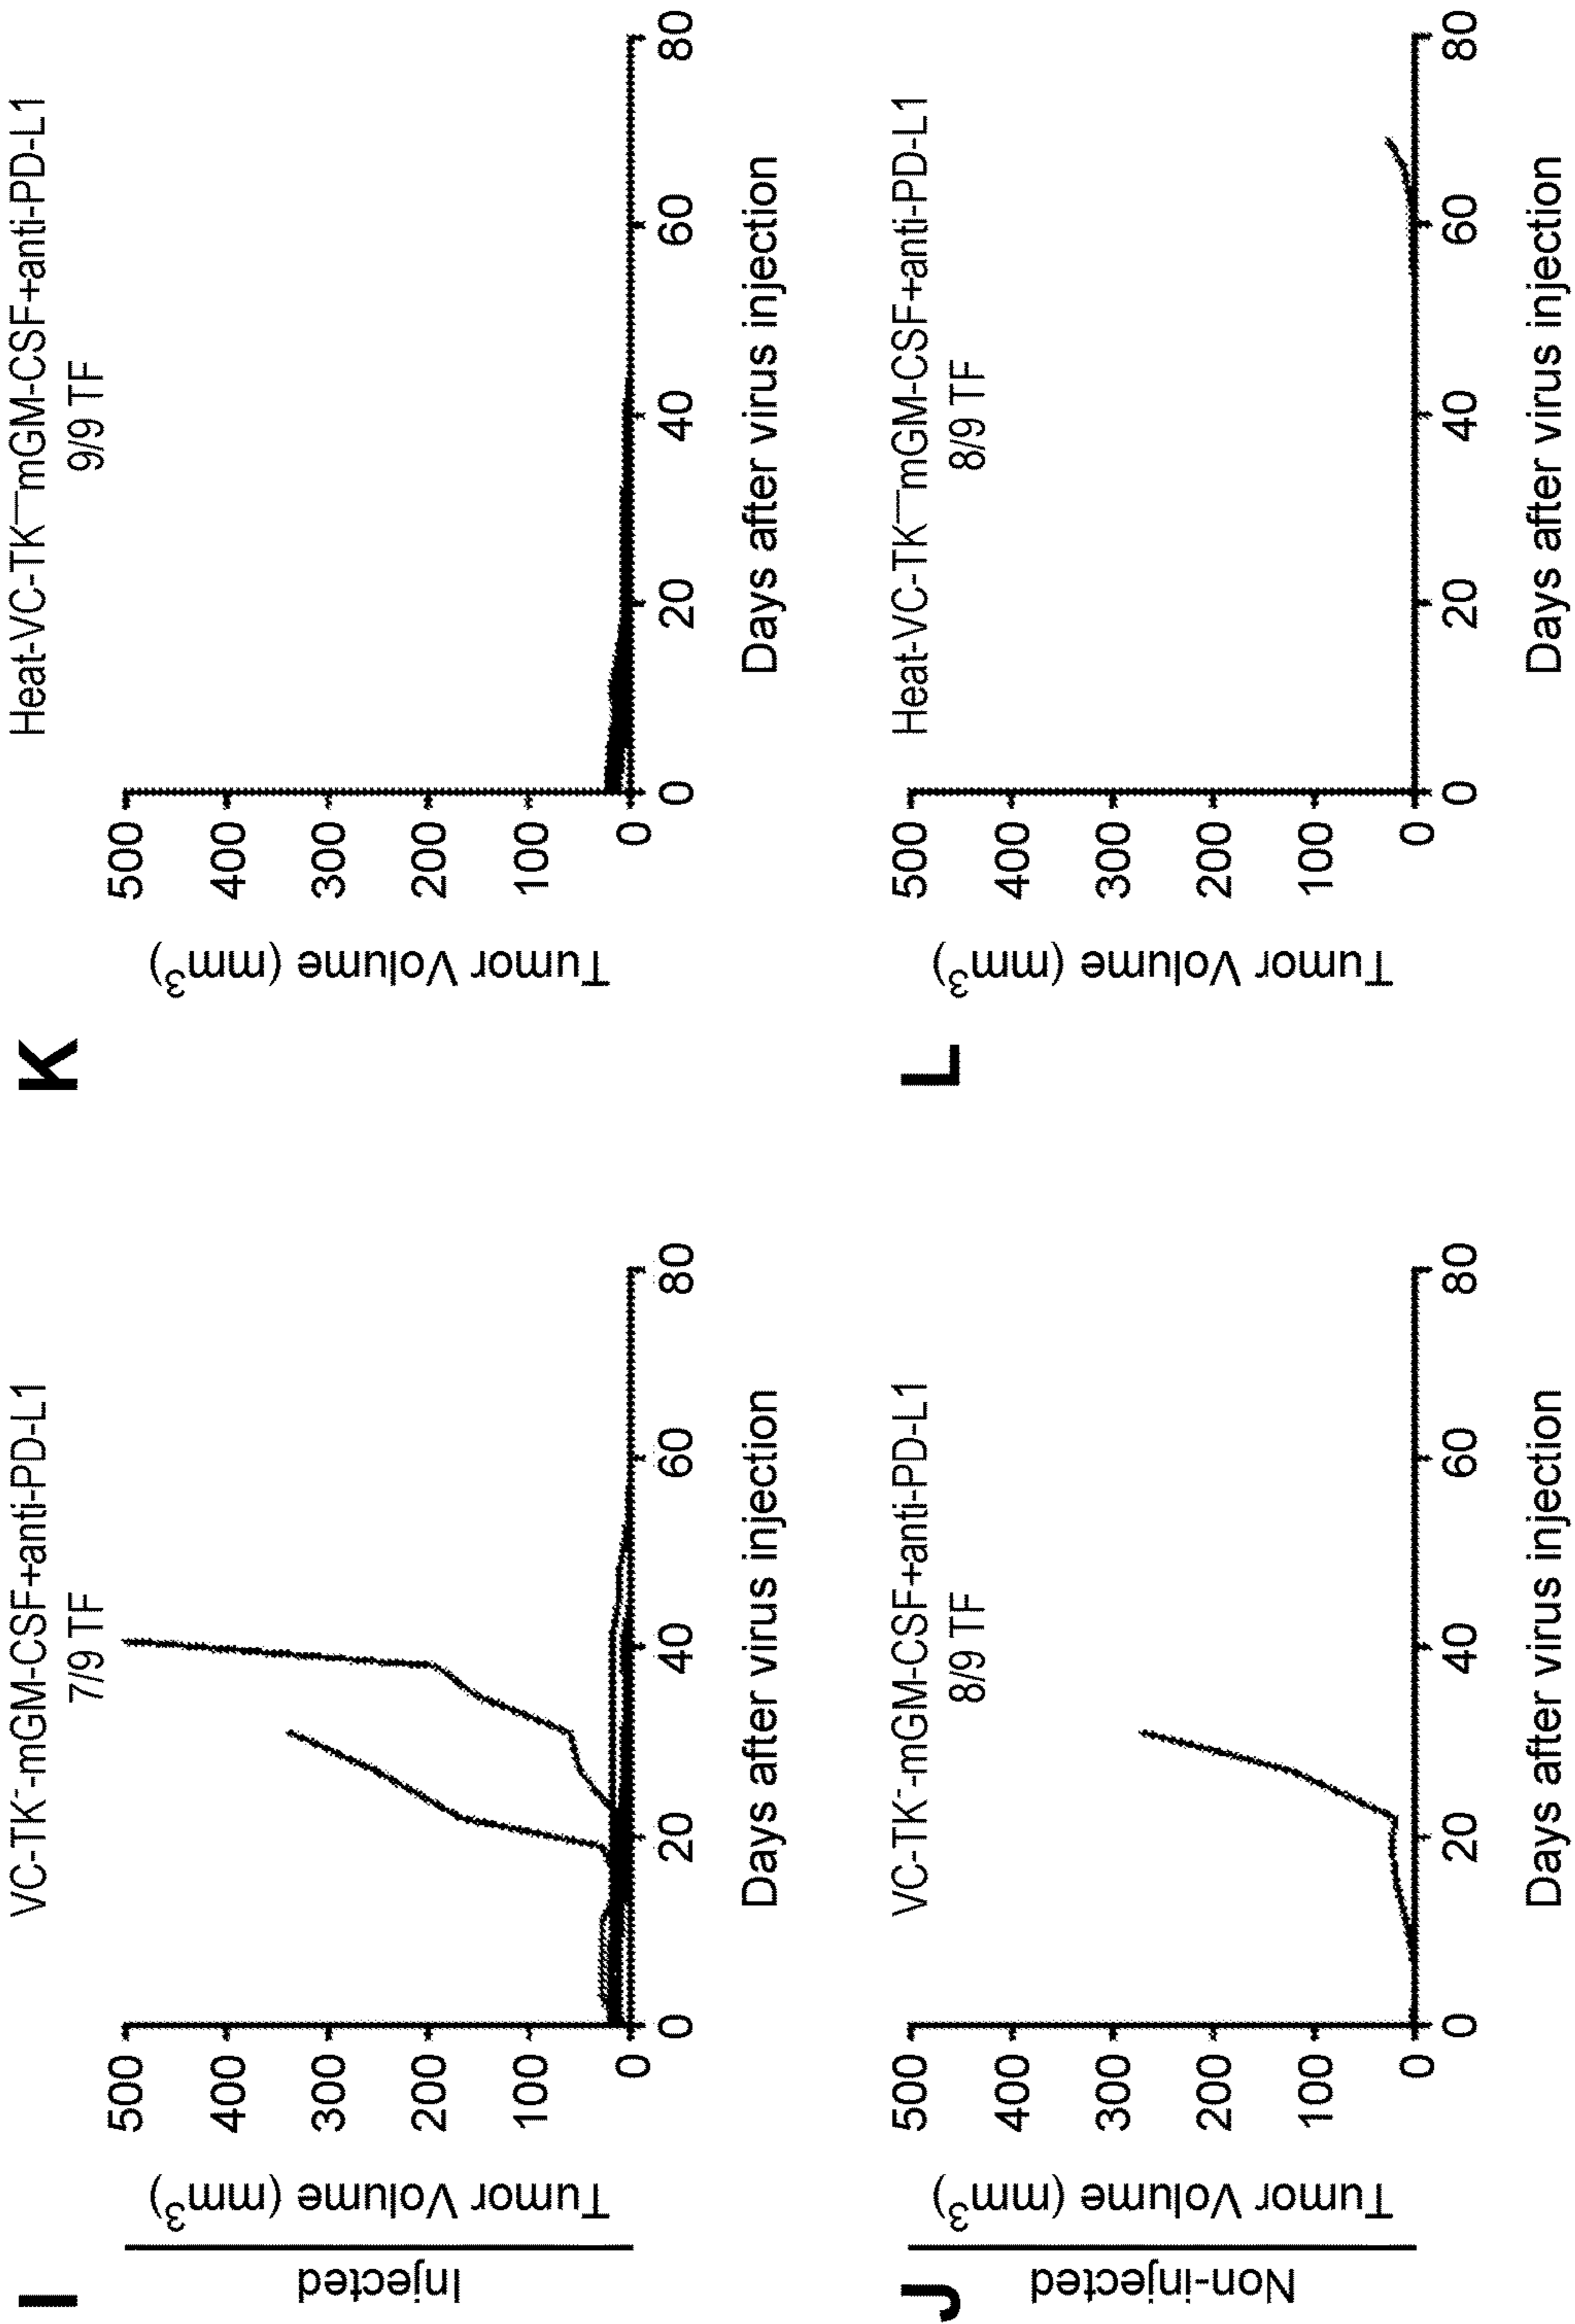 I
Injected
VC-TK⁻-mGM-CSF+anti-PD-L1
7/9 TF
Tumor Volume (mm³)
500
400
300
200
100
0
0 20 40 60 80
Days after virus injection
K
Heat-VC-TK⁻⁻mGM-CSF+anti-PD-L1
9/9 TF
Tumor Volume (mm³)
500
400
300
200
100
0
0 20 40 60 80
Days after virus injection
J
Non-injected
VC-TK⁻-mGM-CSF+anti-PD-L1
8/9 TF
Tumor Volume (mm³)
500
400
300
200
100
0
0 20 40 60 80
Days after virus injection
L
Heat-VC-TK⁻⁻mGM-CSF+anti-PD-L1
8/9 TF
Tumor Volume (mm³)
500
400
300
200
100
0
0 20 40 60 80
Days after virus injection